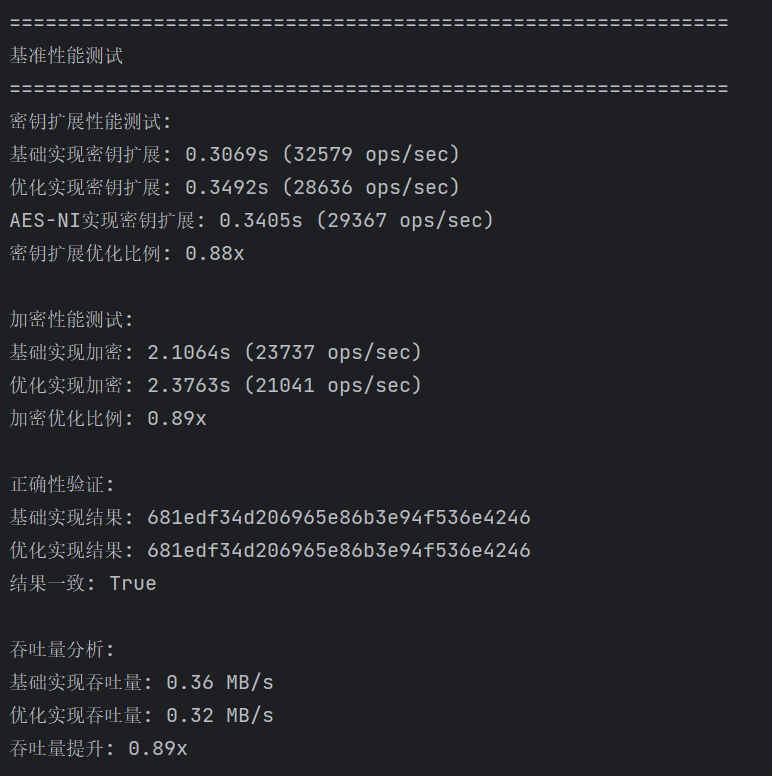 ============================================================
基准性能测试
============================================================
密钥扩展性能测试:
基础实现密钥扩展: 0.3069s (32579 ops/sec)
优化实现密钥扩展: 0.3492s (28636 ops/sec)
AES-NI实现密钥扩展: 0.3405s (29367 ops/sec)
密钥扩展优化比例: 0.88x
加密性能测试:
基础实现加密: 2.1064s (23737 ops/sec)
优化实现加密: 2.3763s (21041 ops/sec)
加密优化比例: 0.89x
正确性验证:
基础实现结果: 681edf34d206965e86b3e94f536e4246
优化实现结果: 681edf34d206965e86b3e94f536e4246
结果一致: True
吞吐量分析:
基础实现吞吐量: 0.36 MB/s
优化实现吞吐量: 0.32 MB/s
吞吐量提升: 0.89x